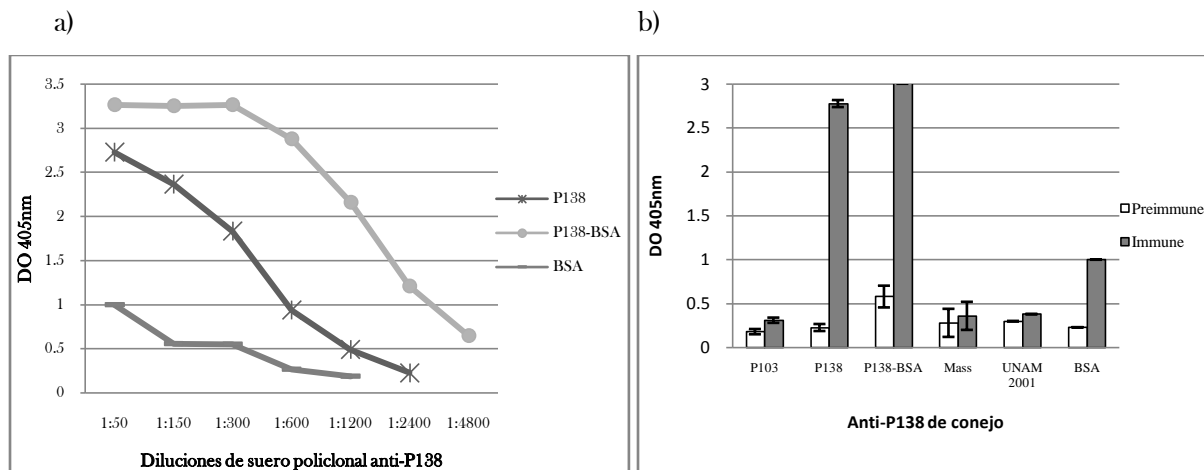 a)
3.5
3
2.5
2
1.5
1
0.5
0
DO 405nm
1:50 1:150 1:300 1:600 1:1200 1:2400 1:4800
Diluciones de suero policlonal anti-P138
P138
P138-BSA
BSA
b)
3
2.5
2
1.5
1
0.5
0
DO 405nm
P103 P138 P138-BSA Mass UNAM BSA
2001
Anti-P138 de conejo
Preimmune
Immune